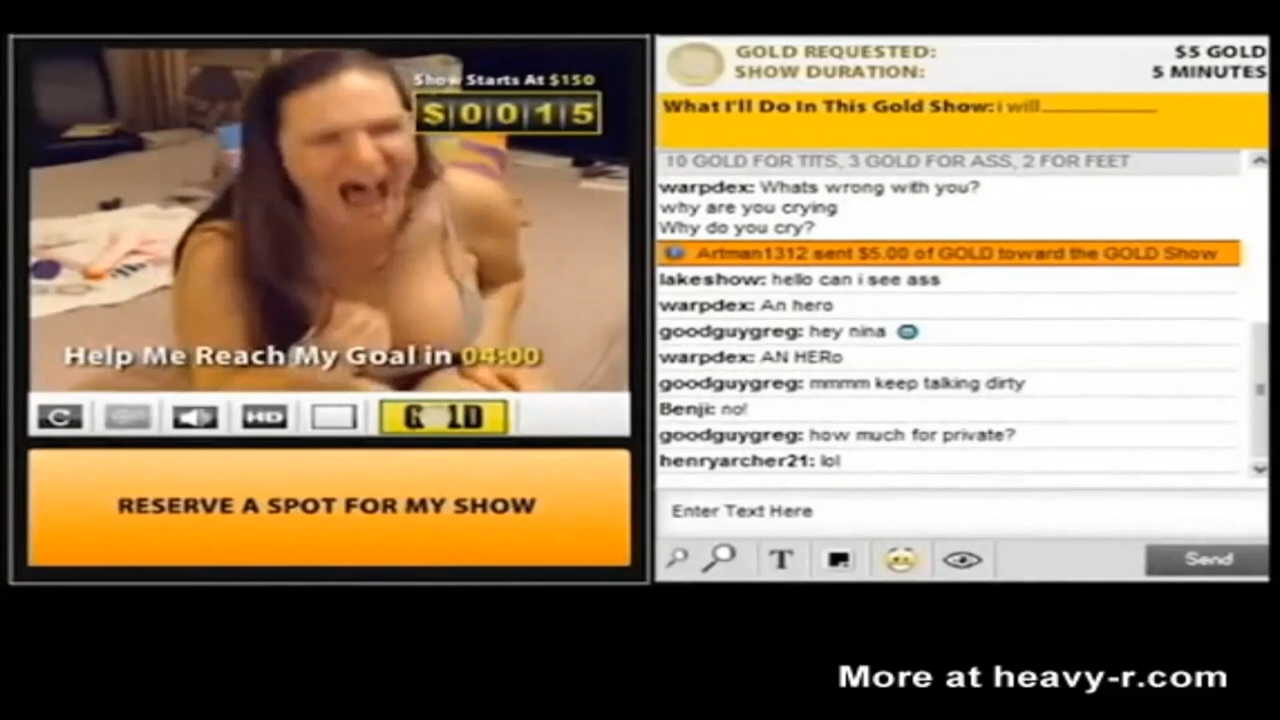 Show Starts At $150
$0015
Help Me Reach My Goal in 04:00
C
HD
GOLD
RESERVE A SPOT FOR MY SHOW
GOLD REQUESTED: $5 GOLD
SHOW DURATION: 5 MINUTES
What I'll Do In This Gold Show: i will__________
10 GOLD FOR TITS, 3 GOLD FOR ASS, 2 FOR FEET
warpdex: Whats wrong with you?
why are you crying
Why do you cry?
Artman1312 sent $5.00 of GOLD toward the GOLD Show
lakeshow: hello can i see ass
warpdex: An hero
goodguygreg: hey nina
warpdex: AN HERo
goodguygreg: mmmm keep talking dirty
Benji: no!
goodguygreg: how much for private?
henryarcher21: lol
Enter Text Here
T
Send
More at heavy-r.com